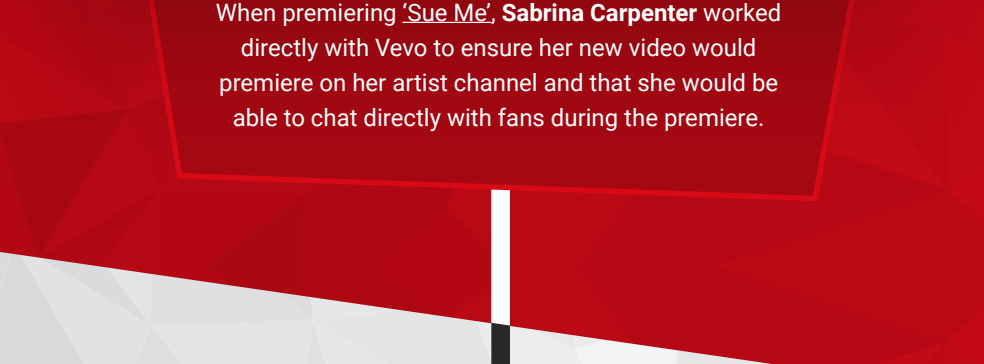 When premiering ‘Sue Me’, Sabrina Carpenter worked
directly with Vevo to ensure her new video would
premiere on her artist channel and that she would be
able to chat directly with fans during the premiere.